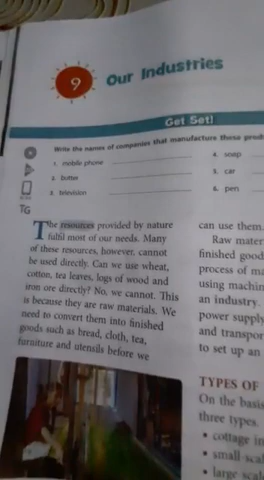 9
Our Industries
Get Set!
Write the names of companies that manufacture these
1. mobile phone
2. butter
3. television
4. soap
5. car
6. pen
TG
The resources provided by nature
fulfil most of our needs. Many
of these resources, however, cannot
be used directly. Can we use wheat,
cotton, tea leaves, logs of wood and
iron ore directly? No, we cannot. This
is because they are raw materials. We
need to convert them into finished
goods such as bread, cloth, tea,
furniture and utensils before we
can use them.
Raw mater
finished good
process of ma
using machin
an industry.
power supply
and transpor
to set up an
TYPES OF
On the basis
three types.
• cottage in
• small-scal
• large scal